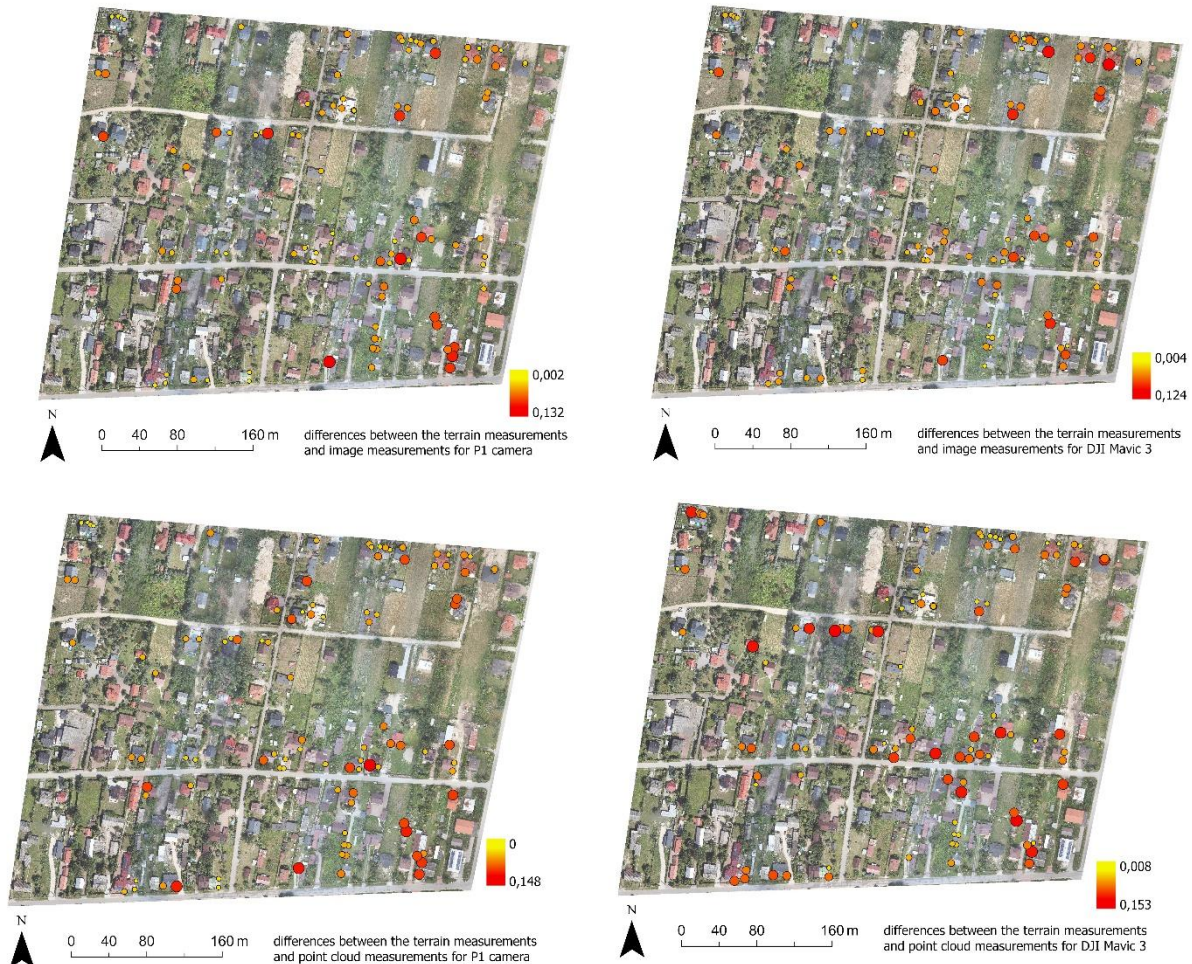 0,002
0,132
N
0 40 80 160 m
differences between the terrain measurements
and image measurements for P1 camera
0,004
0,124
N
0 40 80 160 m
differences between the terrain measurements
and image measurements for DJI Mavic 3
0
0,148
N
0 40 80 160 m
differences between the terrain measurements
and point cloud measurements for P1 camera
0,008
0,153
N
0 40 80 160 m
differences between the terrain measurements
and point cloud measurements for DJI Mavic 3